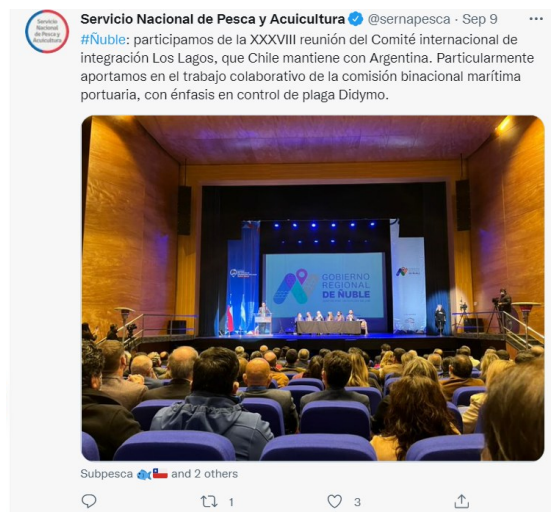 Servicio Nacional de Pesca y Acuicultura @sernapesca · Sep 9
Servicio
Nacional
de Pesca y
Acuicultura
#Ñuble: participamos de la XXXVIII reunión del Comité internacional de
integración Los Lagos, que Chile mantiene con Argentina. Particularmente
aportamos en el trabajo colaborativo de la comisión binacional marítima
portuaria, con énfasis en control de plaga Didymo.
GOBIERNO
REGIONAL
DE ÑUBLE
Subpesca and 2 others
1
3